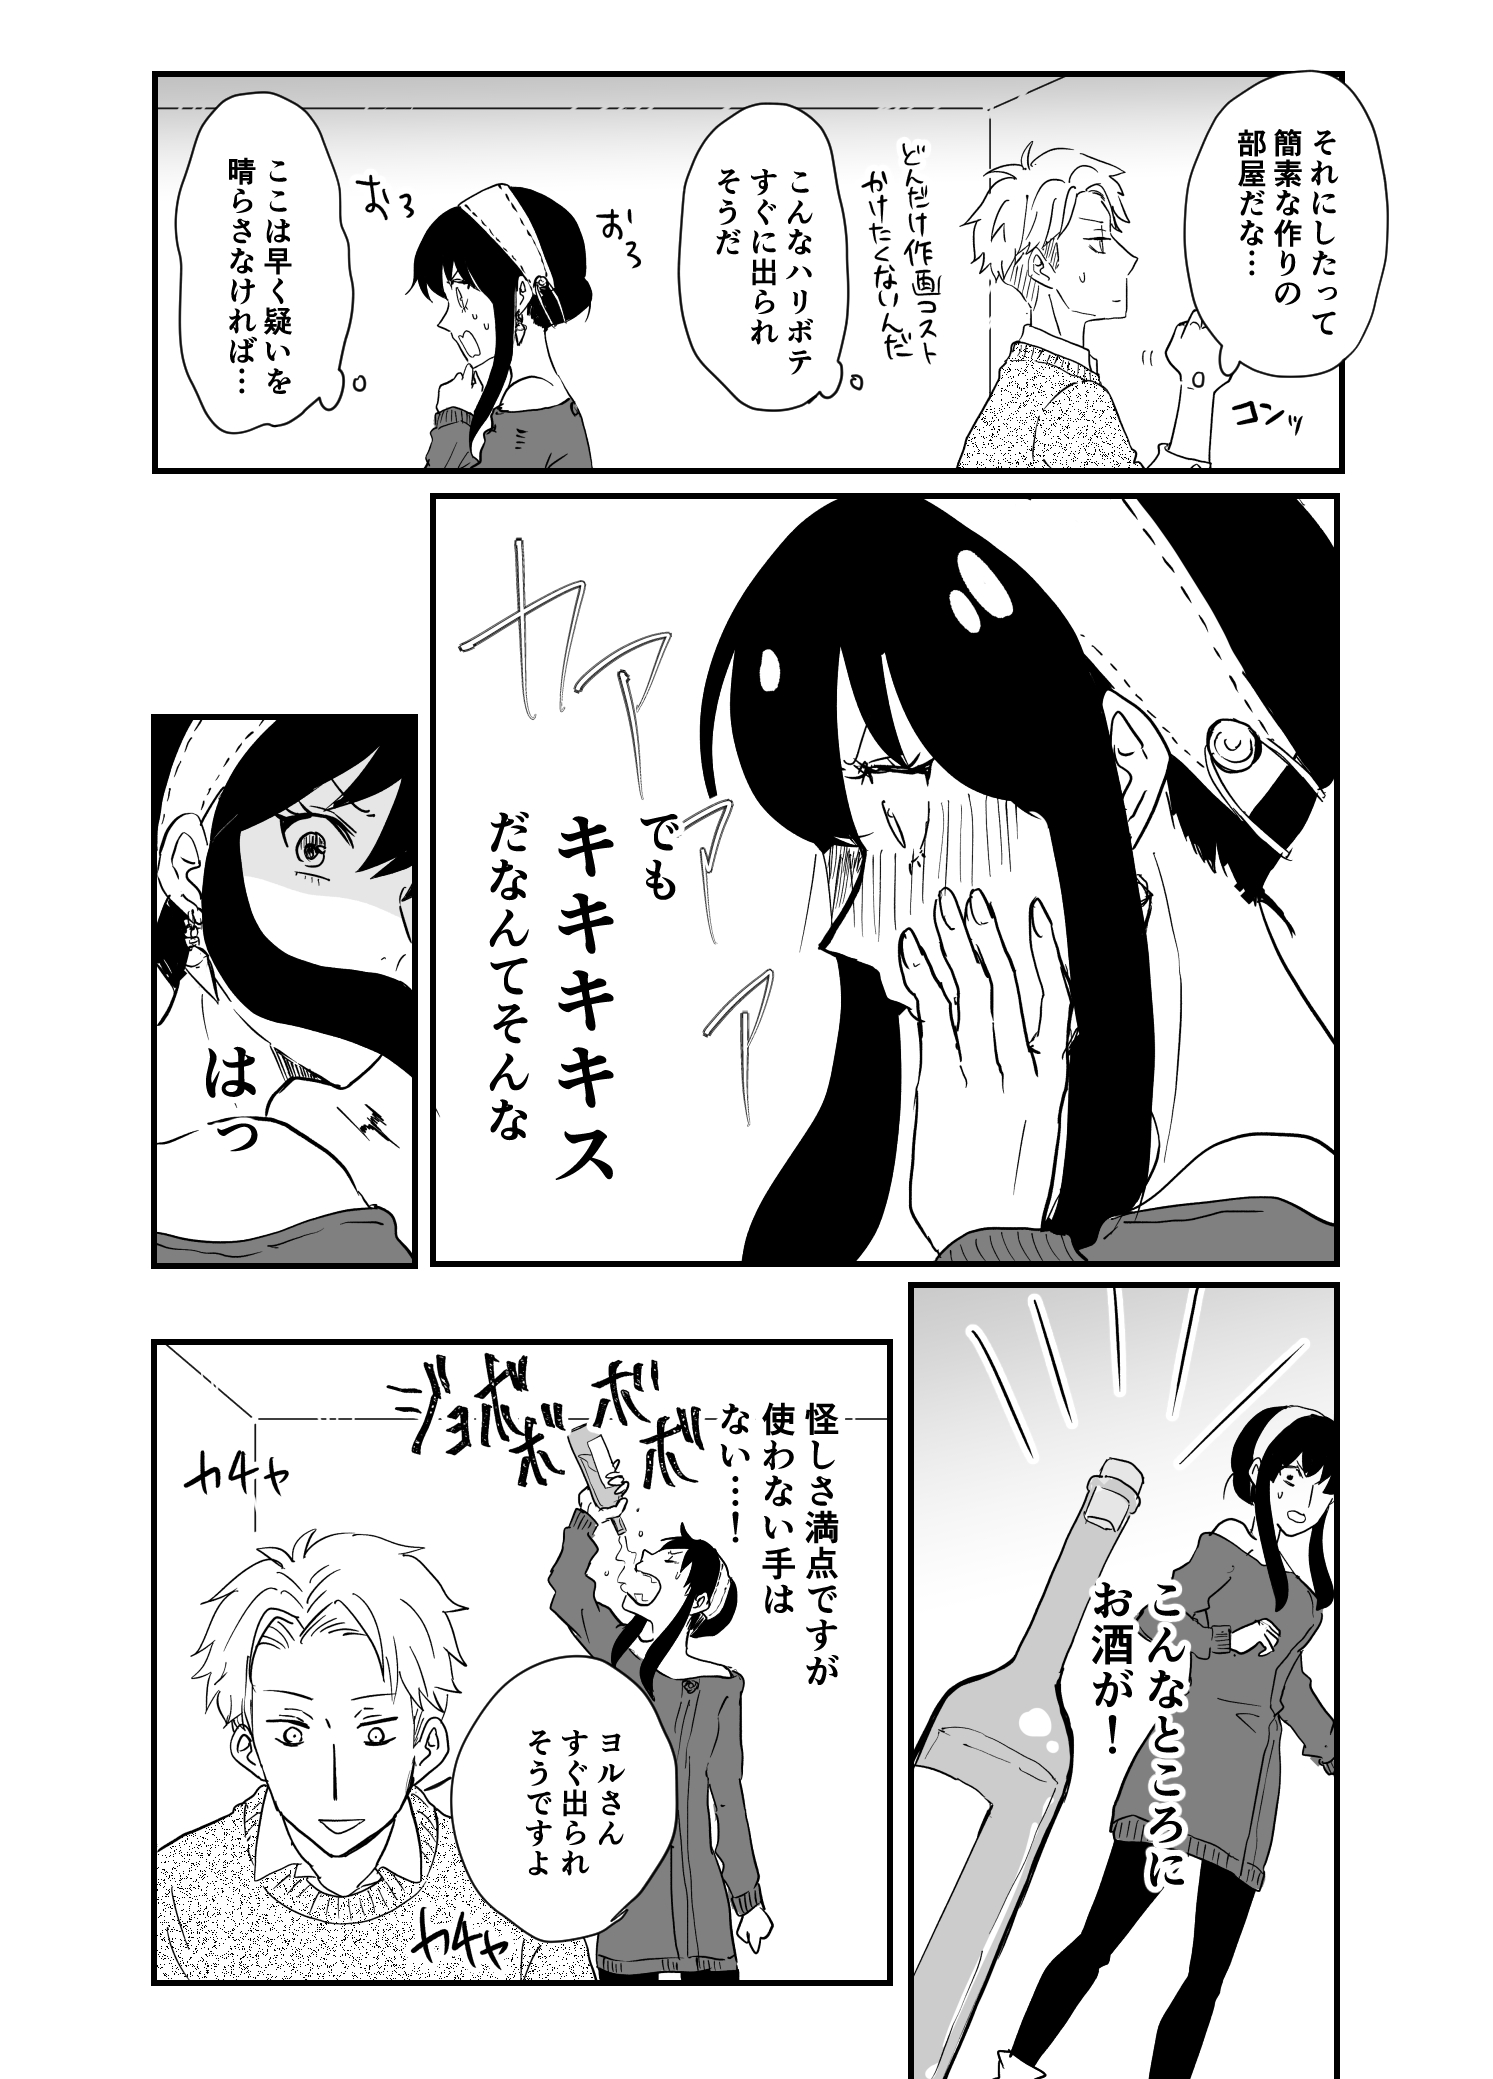 それにしたって
簡素な作りの
部屋だな…
コンッ
どんだけ作画コスト
かけたくないんだ
こんなハリボテ
すぐに出られ
そうだ
おろ
おろ
ここは早く疑いを
晴らさなければ…
カァァァ
でも
キキキキス
だなんてそんな
はっ
こんなところに
お酒が！
怪しさ満点ですが
使わない手は
ない…！
ジョボボボボ
カチャ
ヨルさん
すぐ出られ
そうですよ
カチャ